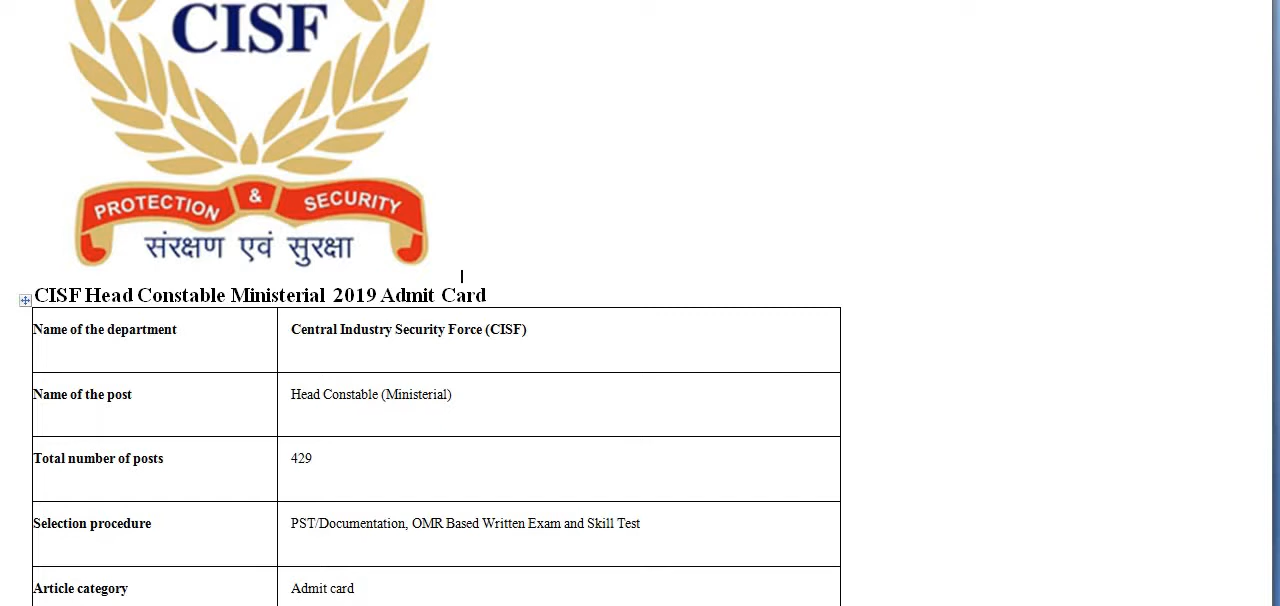 CISF
PROTECTION & SECURITY
संरक्षण एवं सुरक्षा
CISF Head Constable Ministerial 2019 Admit Card
Name of the department Central Industry Security Force (CISF)
Name of the post Head Constable (Ministerial)
Total number of posts 429
Selection procedure PST/Documentation, OMR Based Written Exam and Skill Test
Article category Admit card